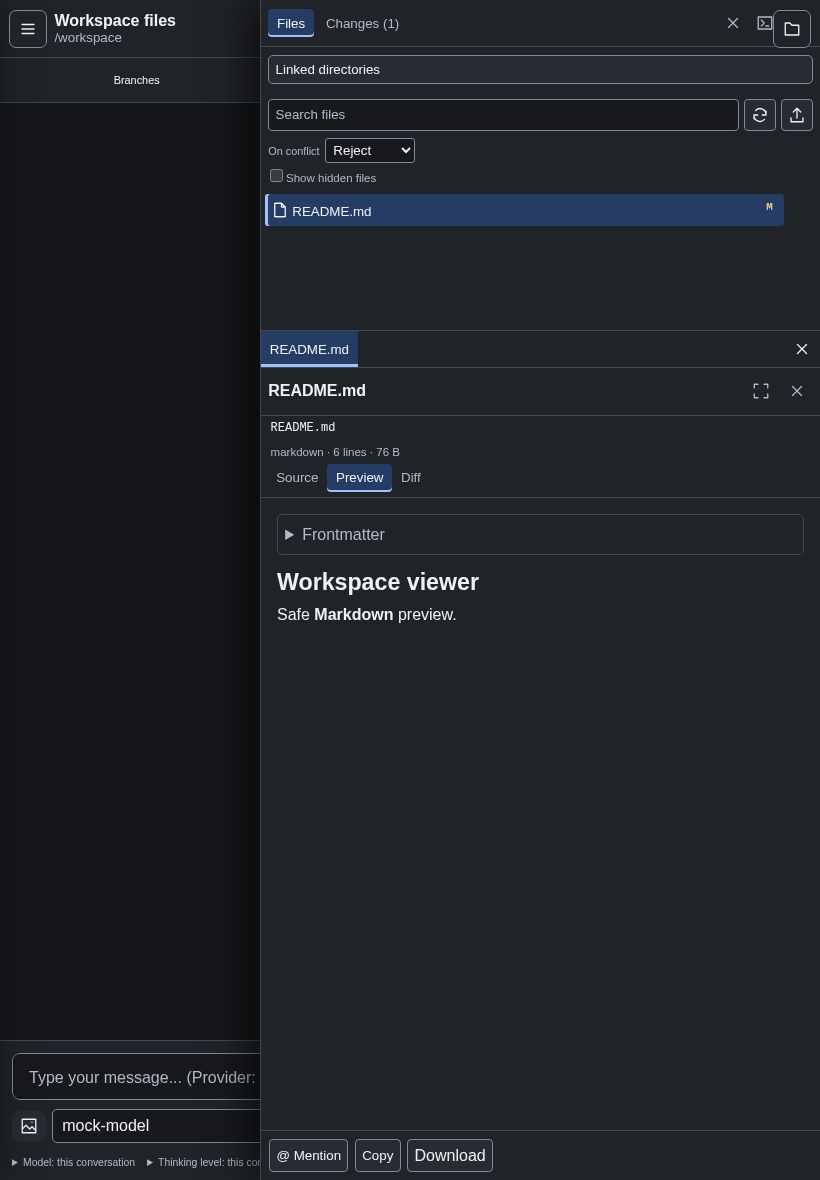 Workspace files
/workspace
Branches
Files Changes (1)
Linked directories
Search files
On conflict Reject
Show hidden files
README.md M
README.md
README.md
README.md
markdown · 6 lines · 76 B
Source Preview Diff
Frontmatter
Workspace viewer
Safe Markdown preview.
Type your message... (Provider:
mock-model
Model: this conversation Thinking level: this con
@ Mention Copy Download